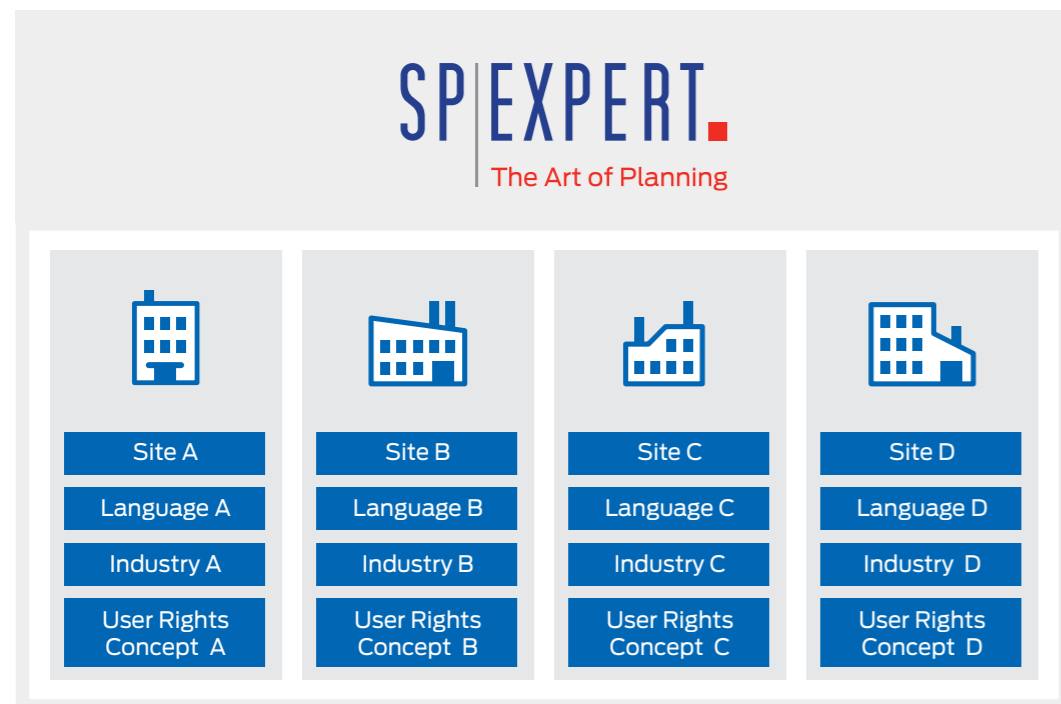 SP|EXPERT.
The Art of Planning
Site A
Language A
Industry A
User Rights
Concept A
Site B
Language B
Industry B
User Rights
Concept B
Site C
Language C
Industry C
User Rights
Concept C
Site D
Language D
Industry D
User Rights
Concept D